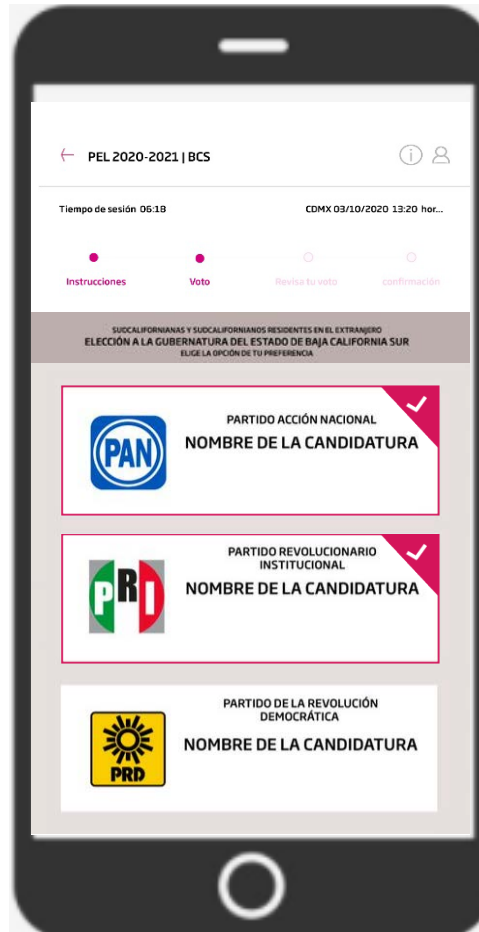 PEL 2020-2021 | BCS
Tiempo de sesión 06:18 CDMX 03/10/2020 13:20 hor...
Instrucciones Voto Revisa tu voto confirmación
SUDCALIFORNIANAS Y SUDCALIFORNIANOS RESIDENTES EN EL EXTRANJERO
ELECCIÓN A LA GUBERNATURA DEL ESTADO DE BAJA CALIFORNIA SUR
ELIGE LA OPCIÓN DE TU PREFERENCIA
PAN
PARTIDO ACCIÓN NACIONAL
NOMBRE DE LA CANDIDATURA
PRI
PARTIDO REVOLUCIONARIO
INSTITUCIONAL
NOMBRE DE LA CANDIDATURA
PRD
PARTIDO DE LA REVOLUCIÓN
DEMOCRÁTICA
NOMBRE DE LA CANDIDATURA